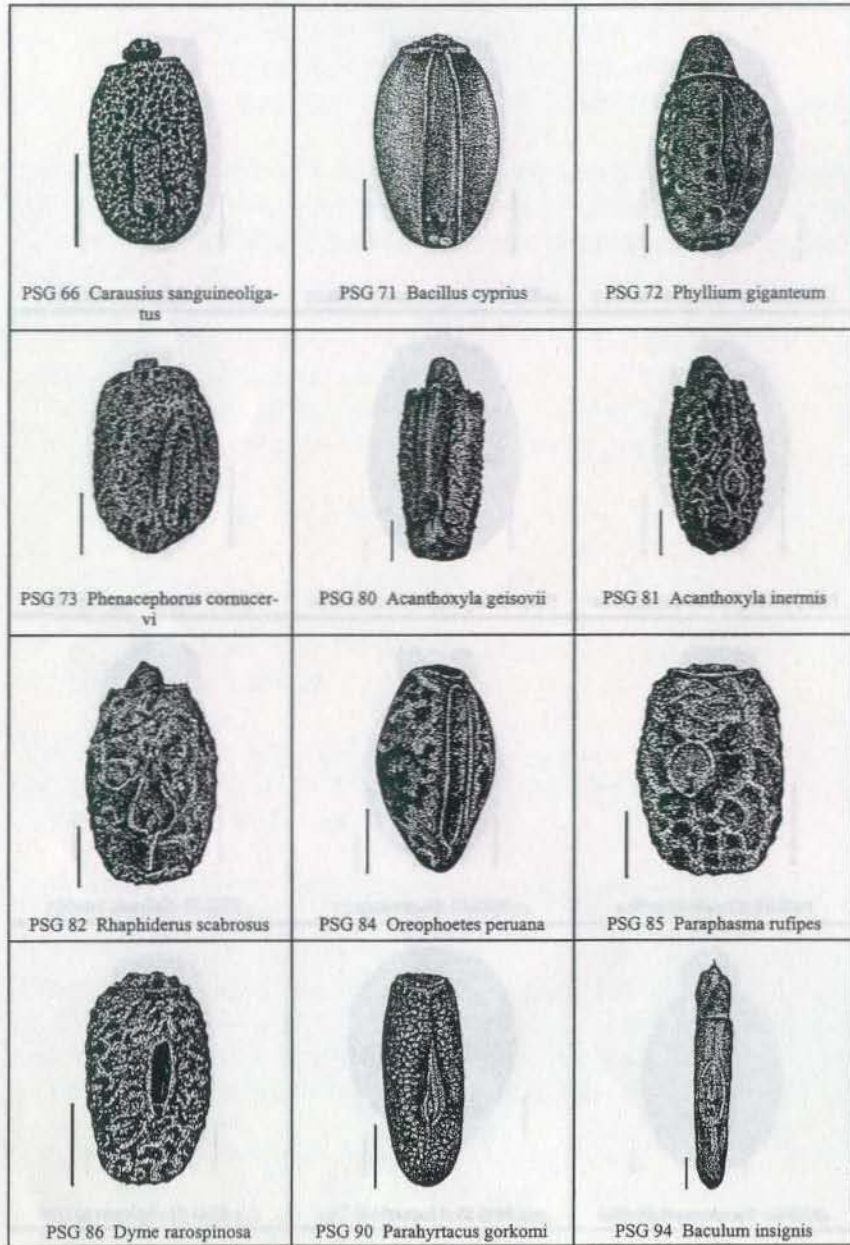 PSG 66 Carausius sanguineoliga-
tus
PSG 71 Bacillus cyprius
PSG 72 Phyllium giganteum
PSG 73 Phenacephorus cornucer-
vi
PSG 80 Acanthoxyla geisovii
PSG 81 Acanthoxyla inermis
PSG 82 Rhaphiderus scabrosus
PSG 84 Oreophoetes peruana
PSG 85 Paraphasma rufipes
PSG 86 Dyme rarospinosa
PSG 90 Parahyrtacus gorkomi
PSG 94 Baculum insignis